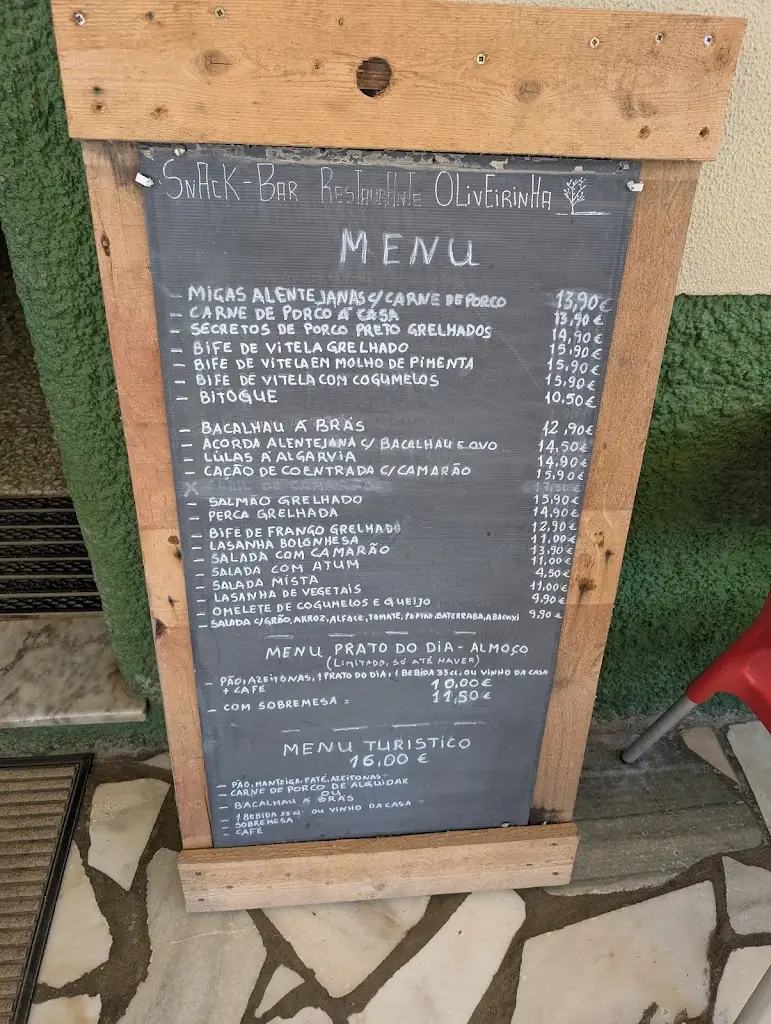 SNACK-BAR RESTAURANTE OLIVEIRINHA
MENU
- MIGAS ALENTEJANAS C/ CARNE DE PORCO 13,90€
- CARNE DE PORCO Á CASA 13,90€
- SECRETOS DE PORCO PRETO GRELHADOS 14,90€
- BIFE DE VITELA GRELHADO 15,90€
- BIFE DE VITELA EM MOLHO DE PIMENTA 15,90€
- BIFE DE VITELA COM COGUMELOS 15,90€
- BITOQUE 10,50€
- BACALHAU Á BRÁS 12,90€
- ACORDA ALENTEJANA C/ BACALHAU E OVO 14,50€
- LULAS Á ALGARVIA 14,90€
- CAÇÃO DE COENTRADA C/ CAMARÃO 15,90€
X CARIL DE CAMARÃO
- SALMÃO GRELHADO 15,90€
- PERCA GRELHADA 14,90€
- BIFE DE FRANGO GRELHADO 12,90€
- LASANHA BOLONHESA 11,00€
- SALADA COM CAMARÃO 13,90€
- SALADA COM ATUM 11,00€
- SALADA MISTA 4,50€
- LASANHA DE VEGETAIS 11,00€
- OMELETE DE COGUMELOS E QUEIJO 9,90€
- SALADA C/GRÃO, ARROZ, ALFACE, TOMATE, PEPINO, BATERRABA, ABACAXI 9,90€
MENU PRATO DO DIA - ALMOÇO
(LIMITADO, SÓ ATÉ HAVER)
- PÃO, AZEITONAS, 1 PRATO DO DIA, 1 BEBIDA 33CL. OU VINHO DA CASA
+ CAFÉ 10,00€
- COM SOBREMESA = 11,50€
MENU TURISTICO
16,00 €
- PÃO, MANTEIGA, PATÉ, AZEITONAS
- CARNE DE PORCO DE ALGUIDAR
OU
- BACALHAU Á BRÁS
- 1 BEBIDA 33CL. OU VINHO DA CASA
- SOBREMESA
- CAFÉ